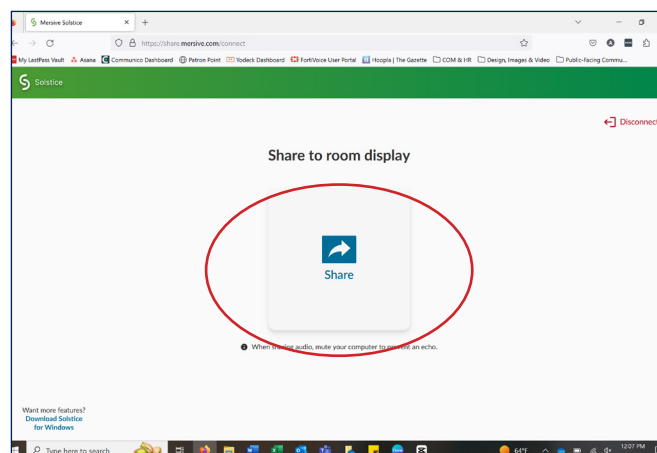 Mersive Solstice
https://share.mersive.com/connect
My LastPass Vault Asana Communico Dashboard Patron Point Yodeck Dashboard FortiVoice User Portal Hoopla | The Gazette COM & HR Design, Images & Video Public-Facing Commu...
Solstice
Disconnect
Share to room display
Share
When sharing audio, mute your computer to prevent an echo.
Want more features?
Download Solstice
for Windows
Type here to search
64°F
12:07 PM